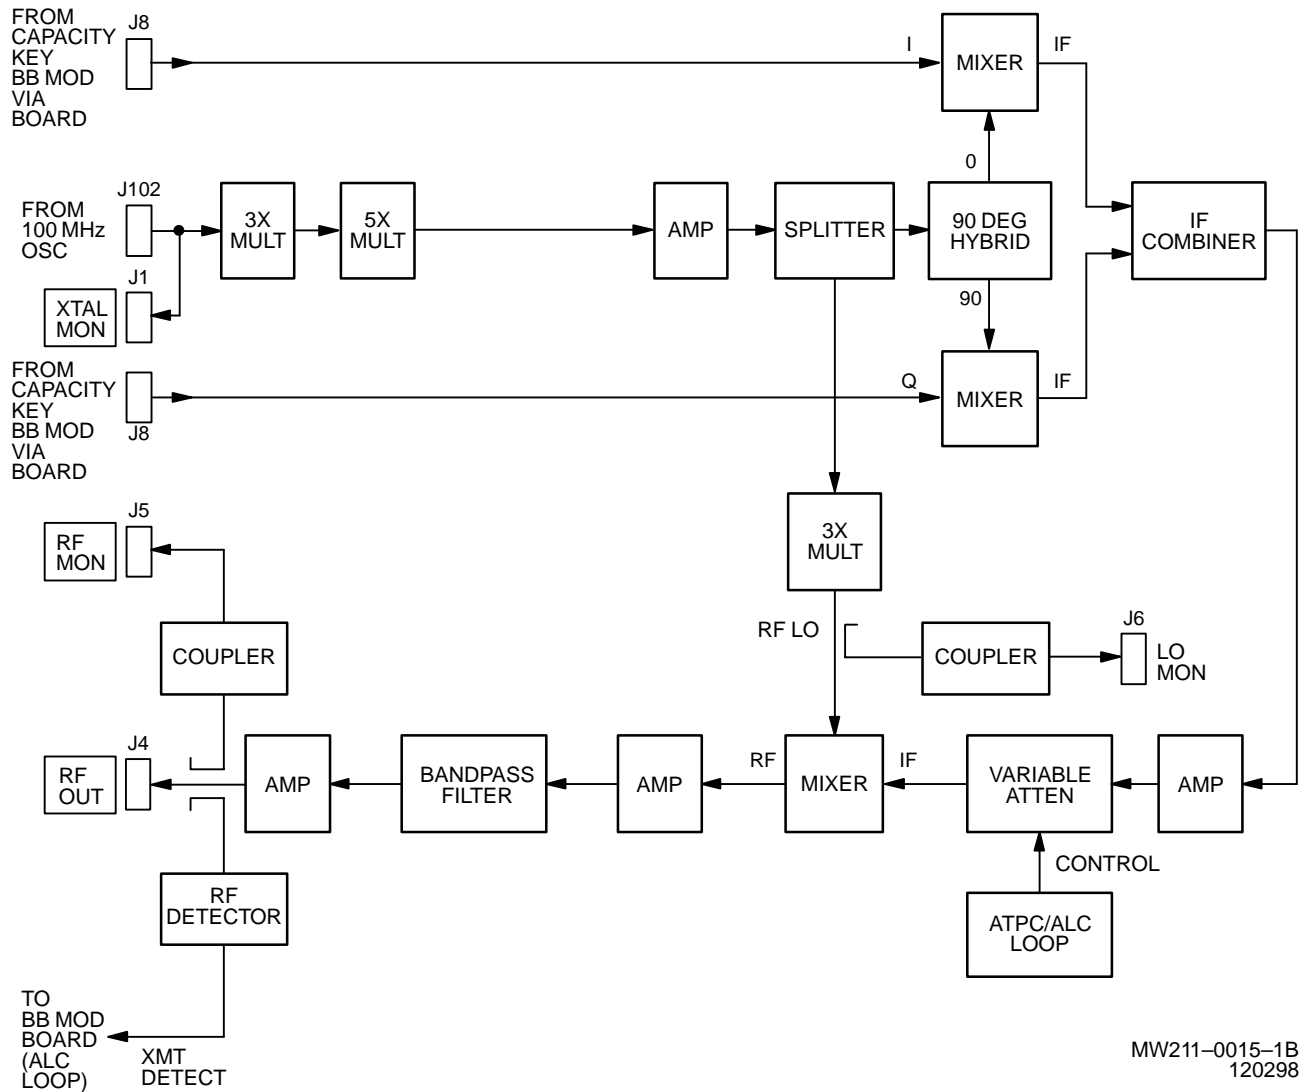 FROM
CAPACITY
KEY
BB MOD
VIA
BOARD
J8
I
MIXER
IF
0
J102
FROM
100 MHz
OSC
3X
MULT
5X
MULT
AMP
SPLITTER
90 DEG
HYBRID
IF
COMBINER
J1
XTAL
MON
90
FROM
CAPACITY
KEY
BB MOD
VIA
BOARD
J8
Q
MIXER
IF
J5
RF
MON
3X
MULT
COUPLER
RF LO
COUPLER
J6
LO
MON
J4
RF
OUT
AMP
BANDPASS
FILTER
AMP
RF
MIXER
IF
VARIABLE
ATTEN
AMP
CONTROL
RF
DETECTOR
ATPC/ALC
LOOP
TO
BB MOD
BOARD
(ALC
LOOP)
XMT
DETECT
MW211–0015–1B
120298